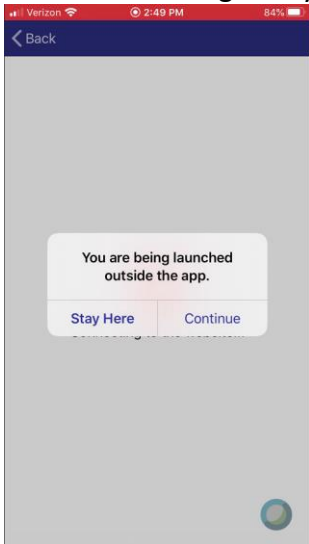 Verizon 2:49 PM 84%
Back
You are being launched
outside the app.
Stay Here Continue